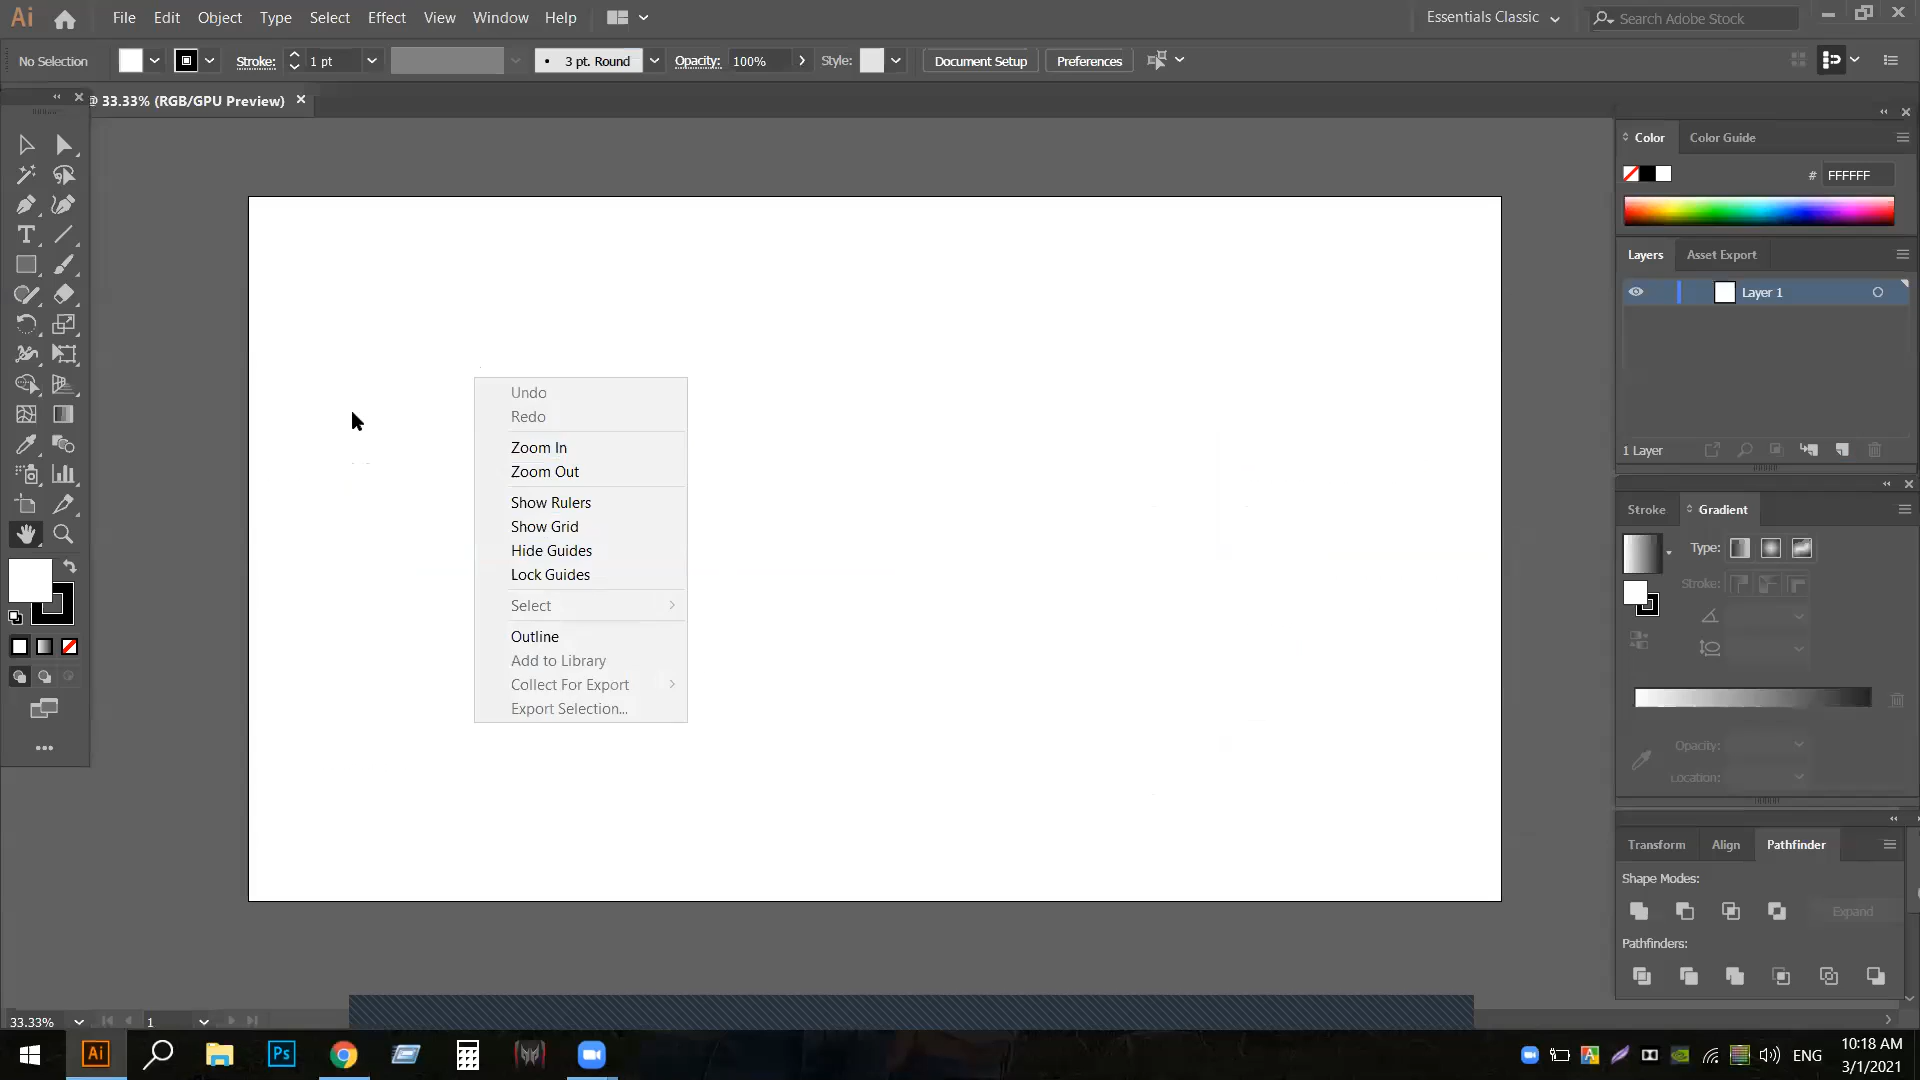 Ai File Edit Object Type Select Effect View Window Help Essentials Classic Search Adobe Stock
No Selection Stroke: 1 pt 3 pt. Round Opacity: 100% Style: Document Setup Preferences
@ 33.33% (RGB/GPU Preview)
Color Color Guide
# FFFFFF
Layers Asset Export
Layer 1
1 Layer
Undo
Redo
Zoom In
Zoom Out
Show Rulers
Show Grid
Hide Guides
Lock Guides
Select
Outline
Add to Library
Collect For Export
Export Selection...
Stroke Gradient
Type:
Stroke:
Opacity:
Location:
Transform Align Pathfinder
Shape Modes:
Expand
Pathfinders:
33.33% 1
Ai Ps ENG 10:18 AM
3/1/2021